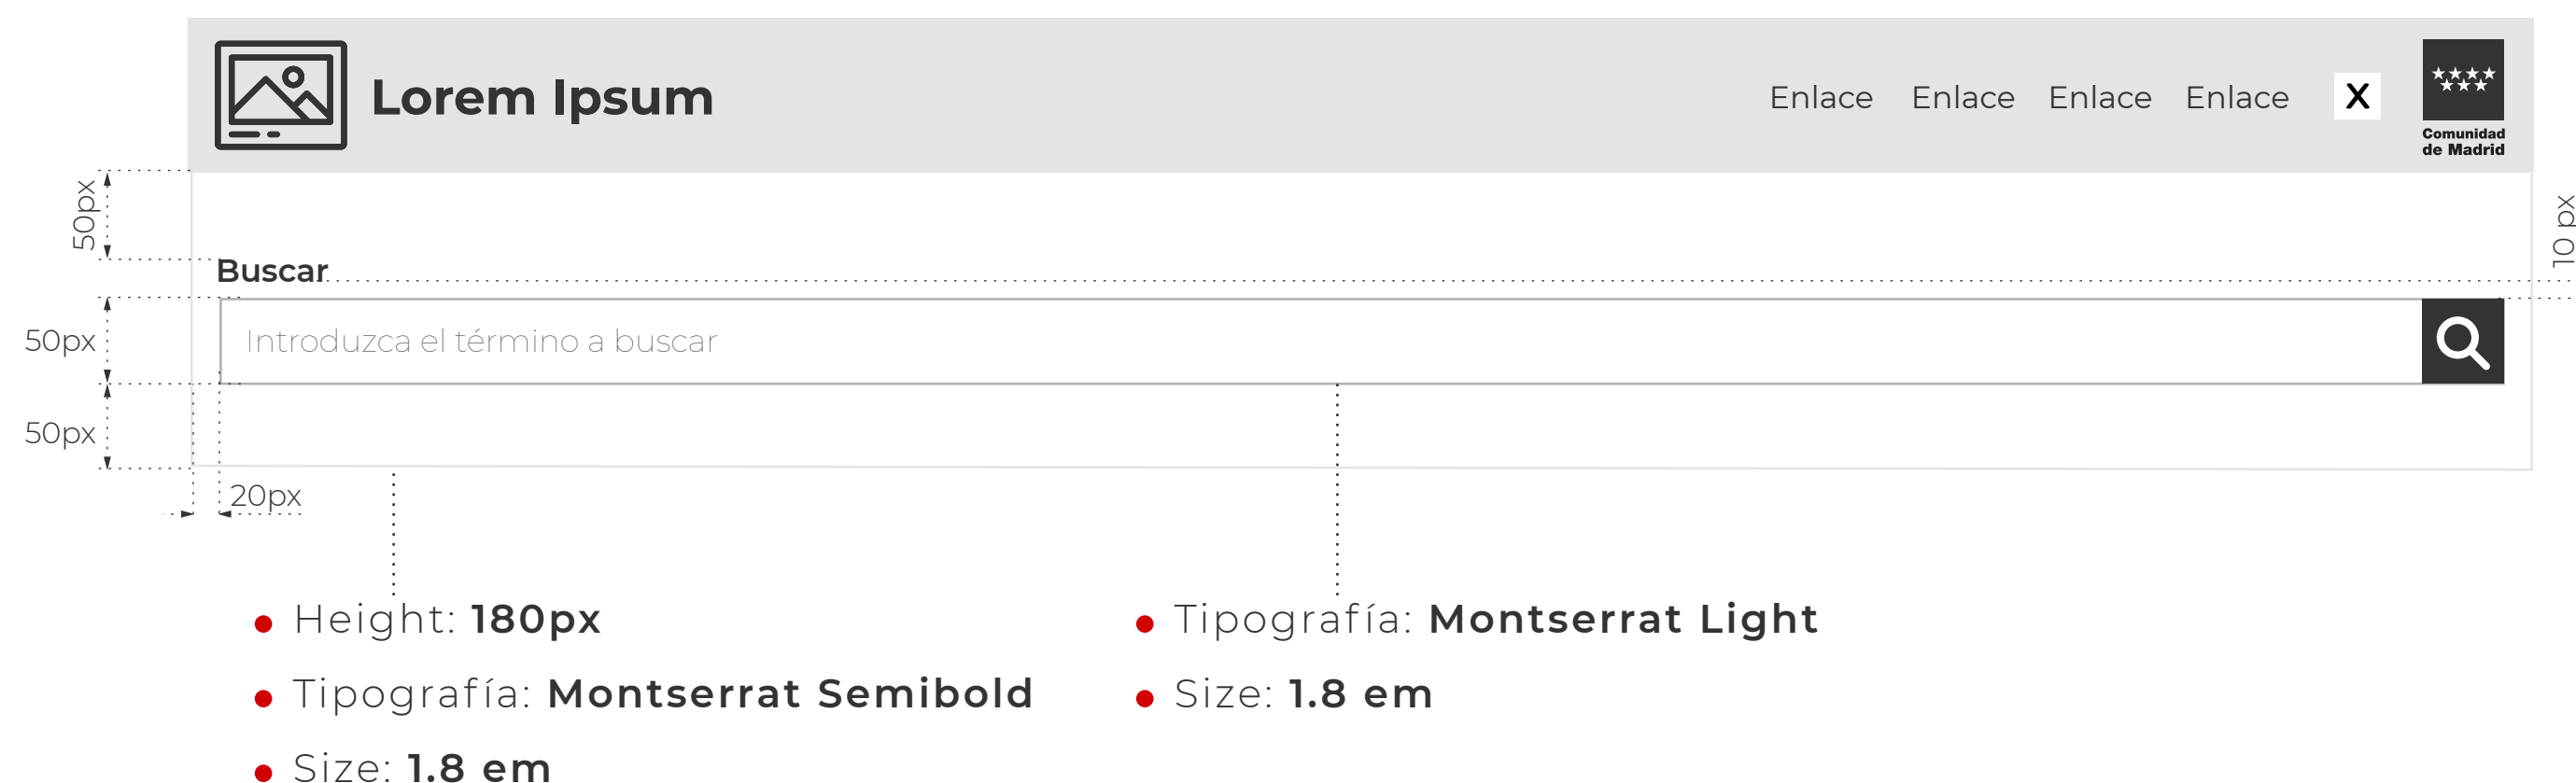 Lorem Ipsum
Enlace Enlace Enlace Enlace X
Comunidad
de Madrid
50px
10 px
Buscar
50px
Introduzca el término a buscar
50px
20px
Height: 180px
Tipografía: Montserrat Semibold
Size: 1.8 em
Tipografía: Montserrat Light
Size: 1.8 em